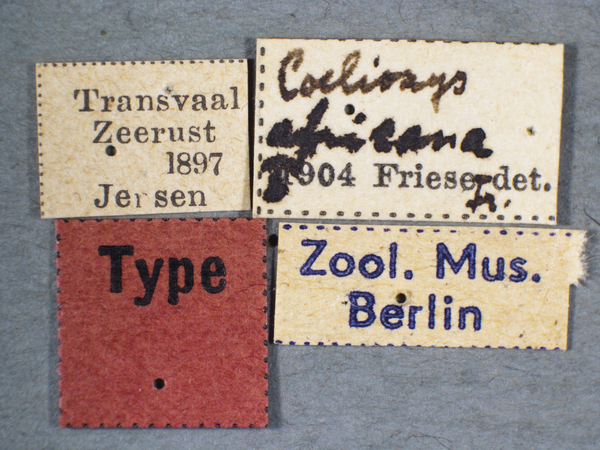 Transvaal
Zeerust
1897
Jensen
Coelioxys
africana
1904 Friese det.
Fr.
Type
Zool. Mus.
Berlin